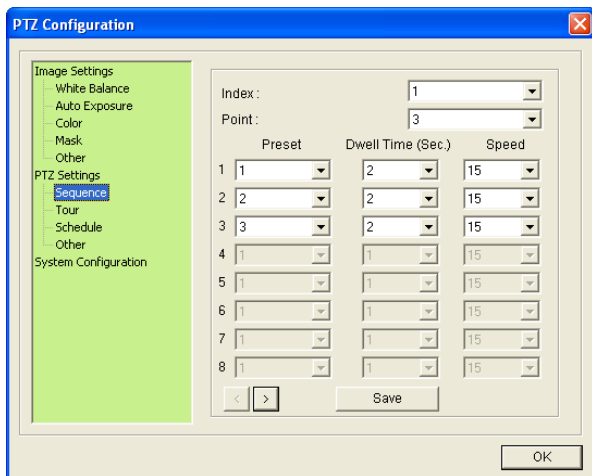 PTZ Configuration
Image Settings
White Balance
Auto Exposure
Color
Mask
Other
PTZ Settings
Sequence
Tour
Schedule
Other
System Configuration
Index : 1
Point : 3
Preset Dwell Time (Sec.) Speed
1 1 2 15
2 2 2 15
3 3 2 15
4 1 1 15
5 1 1 15
6 1 1 15
7 1 1 15
8 1 1 15
< > Save
OK